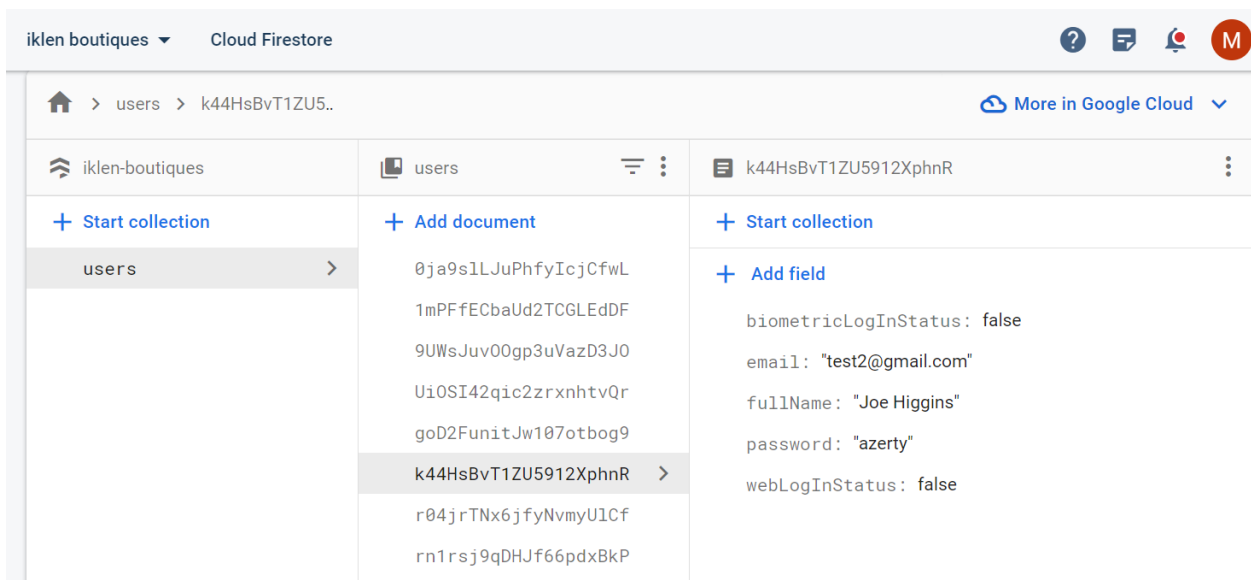 iklen boutiques Cloud Firestore M
users k44HsBvT1ZU5.. More in Google Cloud
iklen-boutiques users k44HsBvT1ZU5912XphnR
Start collection Add document Start collection
users 0ja9slLJuPhfyIcjCfwL Add field
1mPFfECbaUd2TCGLEdDF biometricLogInStatus: false
9UWsJuvOOgp3uVazD3JO email: "test2@gmail.com"
UiOSI42qic2zrxnhtvQr fullName: "Joe Higgins"
goD2FunitJw107otbog9 password: "azerty"
k44HsBvT1ZU5912XphnR webLogInStatus: false
r04jrTNx6jfyNvmyUlCf
rn1rsj9qDHJf66pdxBkP